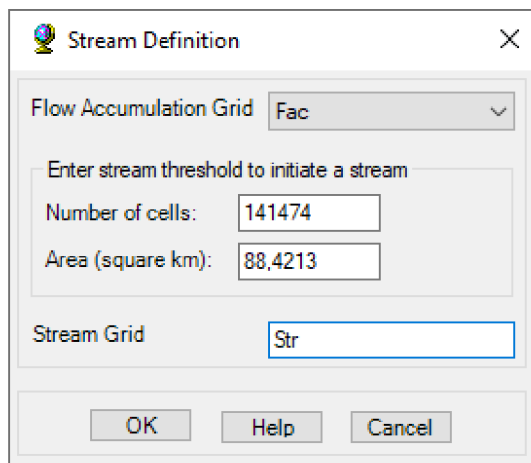 Stream Definition
Flow Accumulation Grid Fac
Enter stream threshold to initiate a stream
Number of cells: 141474
Area (square km): 88,4213
Stream Grid Str
OK Help Cancel